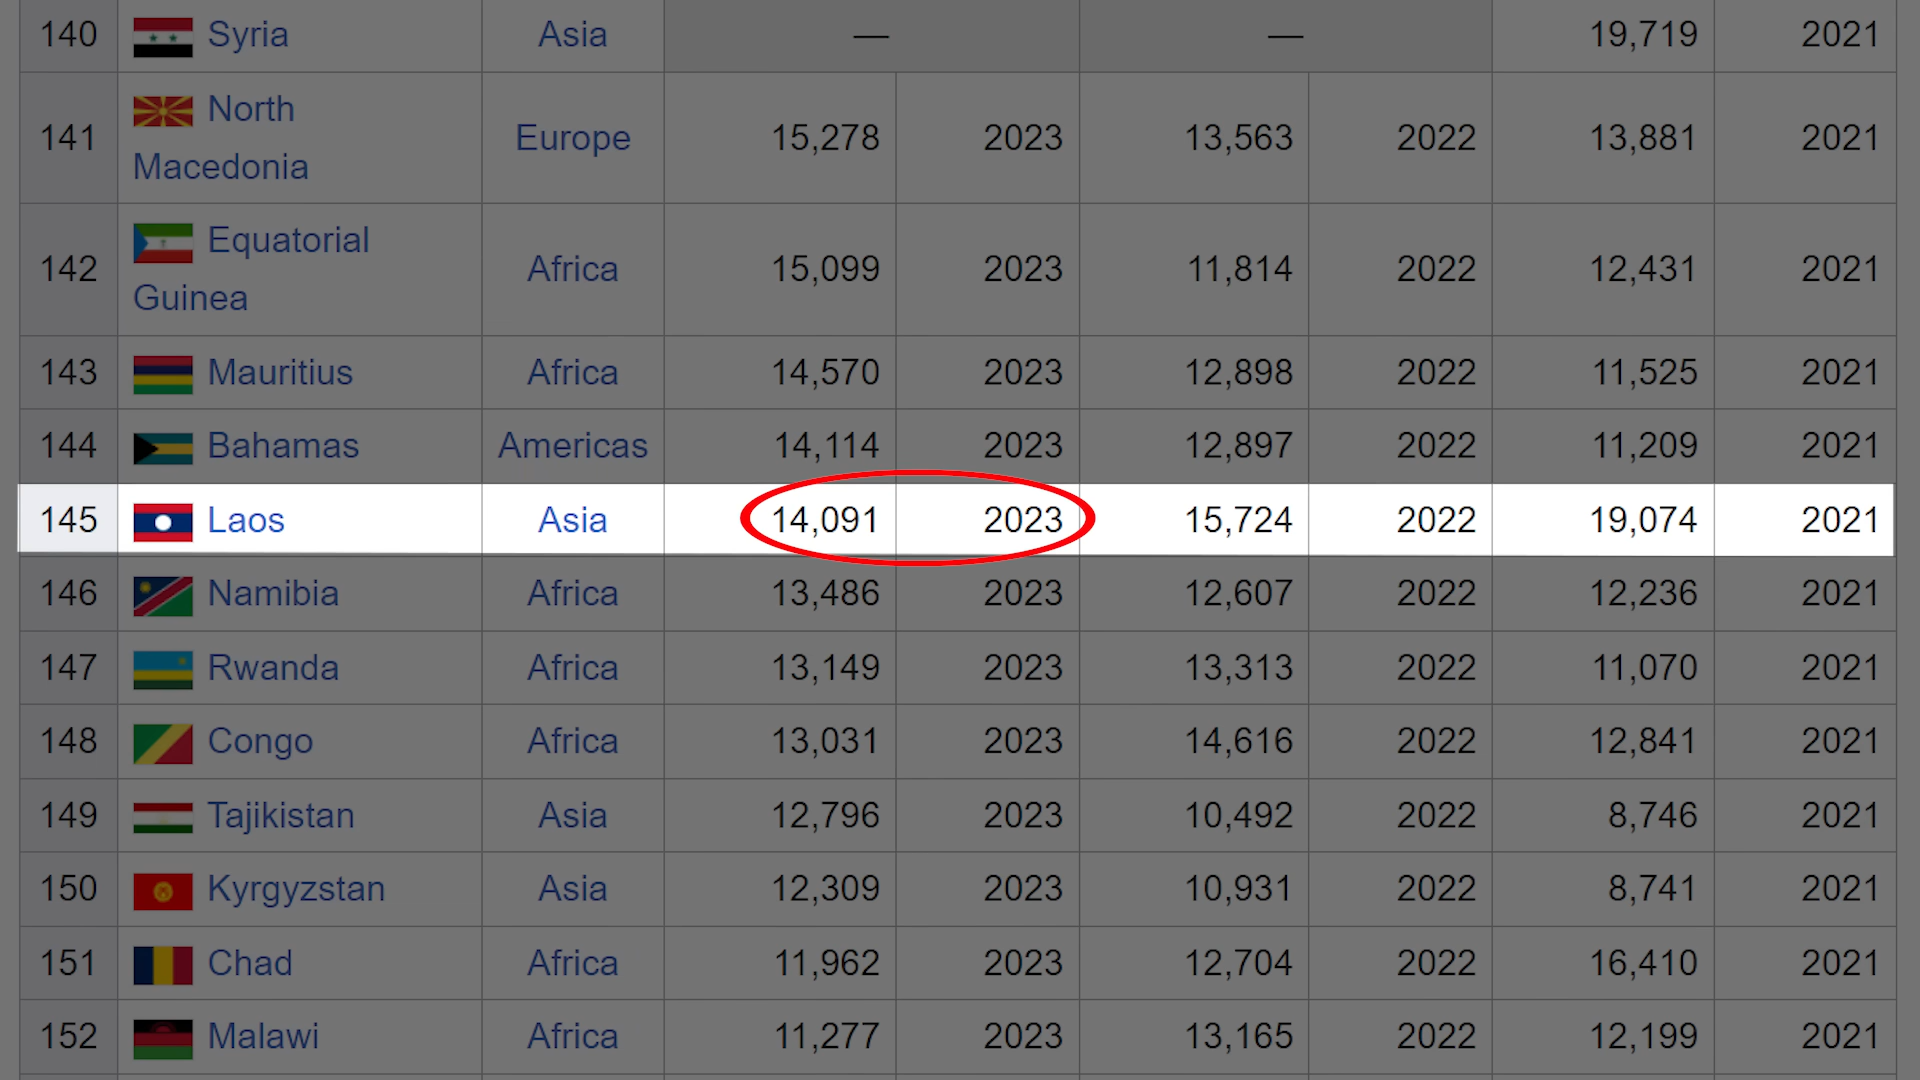 140 Syria Asia — — 19,719 2021
141 North Macedonia Europe 15,278 2023 13,563 2022 13,881 2021
142 Equatorial Guinea Africa 15,099 2023 11,814 2022 12,431 2021
143 Mauritius Africa 14,570 2023 12,898 2022 11,525 2021
144 Bahamas Americas 14,114 2023 12,897 2022 11,209 2021
145 Laos Asia 14,091 2023 15,724 2022 19,074 2021
146 Namibia Africa 13,486 2023 12,607 2022 12,236 2021
147 Rwanda Africa 13,149 2023 13,313 2022 11,070 2021
148 Congo Africa 13,031 2023 14,616 2022 12,841 2021
149 Tajikistan Asia 12,796 2023 10,492 2022 8,746 2021
150 Kyrgyzstan Asia 12,309 2023 10,931 2022 8,741 2021
151 Chad Africa 11,962 2023 12,704 2022 16,410 2021
152 Malawi Africa 11,277 2023 13,165 2022 12,199 2021